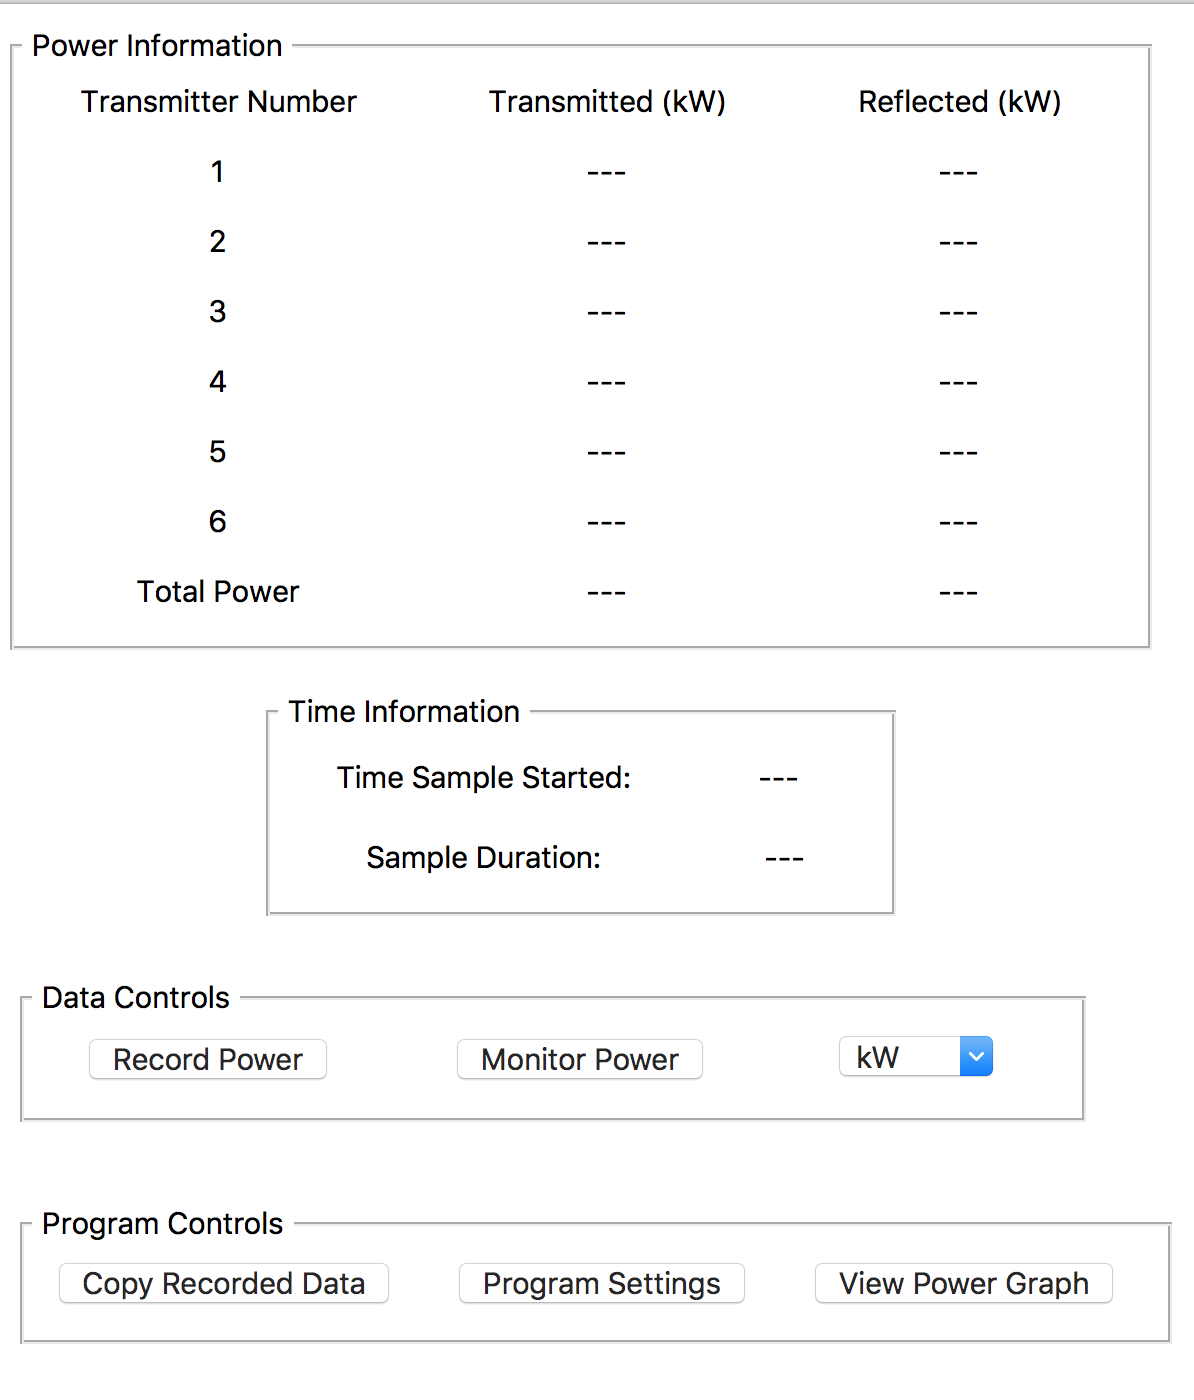 Power Information
Transmitter Number Transmitted (kW) Reflected (kW)
1 --- ---
2 --- ---
3 --- ---
4 --- ---
5 --- ---
6 --- ---
Total Power --- ---
Time Information
Time Sample Started: ---
Sample Duration: ---
Data Controls
Record Power Monitor Power kW
Program Controls
Copy Recorded Data Program Settings View Power Graph